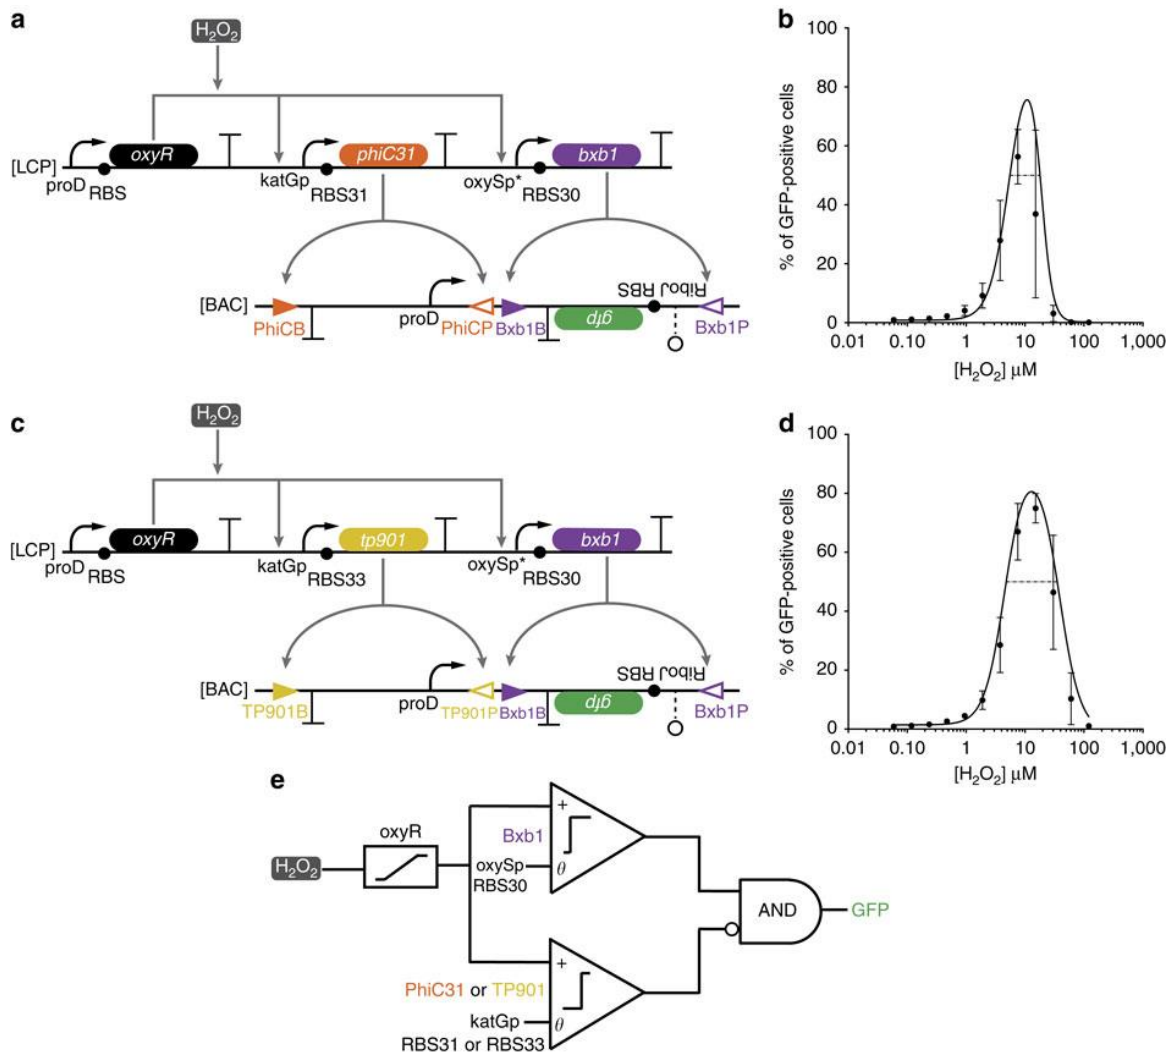 a
H₂O₂
oxyR
phiC31
bxb1
[LCP]
proD
RBS
katGp
RBS31
oxySp*
RBS30
[BAC]
PhiCB
proD
PhiCP
Bxb1B
gfp
RBS
RiboJ
Bxb1P
b
% of GFP-positive cells
100
80
60
40
20
0
0.01
0.10
1
10
100
1,000
[H₂O₂] μM
c
H₂O₂
oxyR
tp901
bxb1
[LCP]
proD
RBS
katGp
RBS33
oxySp*
RBS30
[BAC]
TP901B
proD
TP901P
Bxb1B
gfp
RBS
RiboJ
Bxb1P
d
% of GFP-positive cells
100
80
60
40
20
0
0.01
0.10
1
10
100
1,000
[H₂O₂] μM
e
H₂O₂
oxyR
Bxb1
+
oxySp
θ
RBS30
AND
GFP
+
PhiC31 or TP901
katGp
θ
RBS31 or RBS33